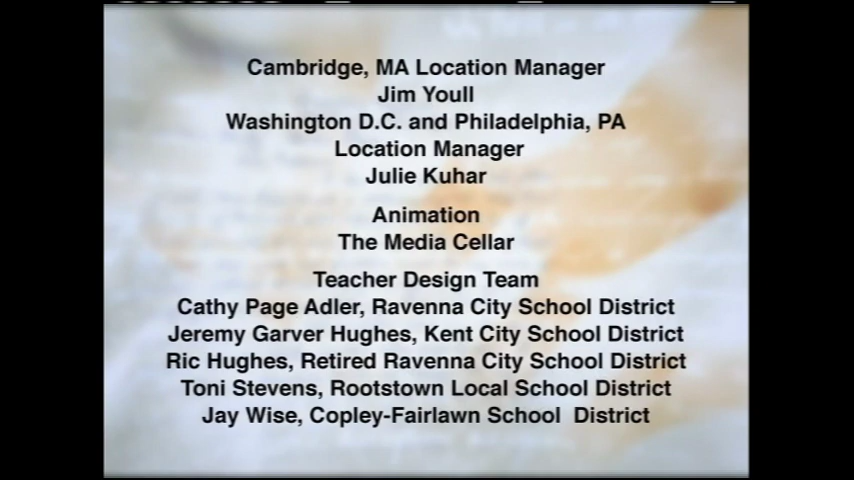 Cambridge, MA Location Manager
Jim Youll
Washington D.C. and Philadelphia, PA
Location Manager
Julie Kuhar
Animation
The Media Cellar
Teacher Design Team
Cathy Page Adler, Ravenna City School District
Jeremy Garver Hughes, Kent City School District
Ric Hughes, Retired Ravenna City School District
Toni Stevens, Rootstown Local School District
Jay Wise, Copley-Fairlawn School District